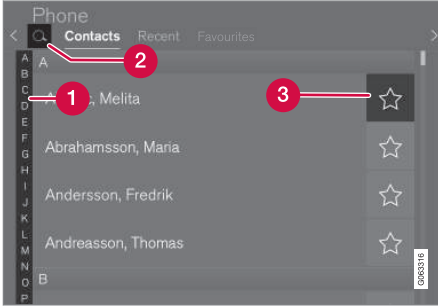 Phone
Contacts Recent Favourites
2
A
B
C
D
E
F
G
H
I
J
K
L
M
N
O
P
A
1
Melita
3
Abrahamsson, Maria
Andersson, Fredrik
Andreasson, Thomas
B
G063316